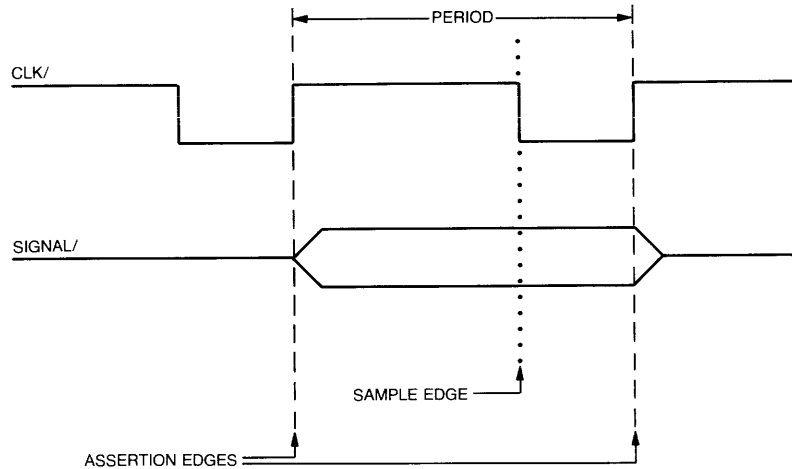 PERIOD
CLK/
SIGNAL/
SAMPLE EDGE
ASSERTION EDGES